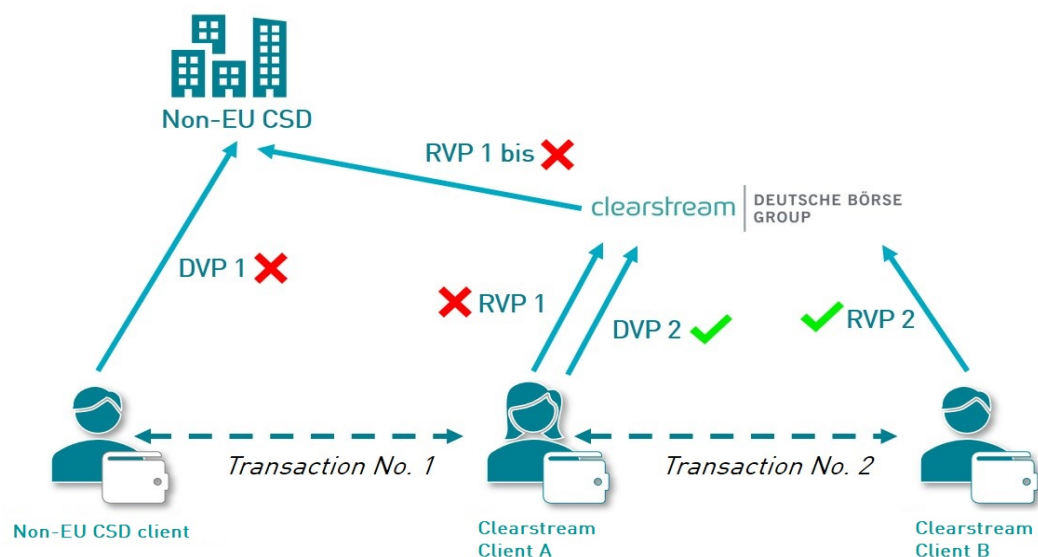 Non-EU CSD
RVP 1 bis
clearstream
DEUTSCHE BÖRSE
GROUP
DVP 1
RVP 1
DVP 2
RVP 2
Transaction No. 1
Transaction No. 2
Non-EU CSD client
Clearstream
Client A
Clearstream
Client B